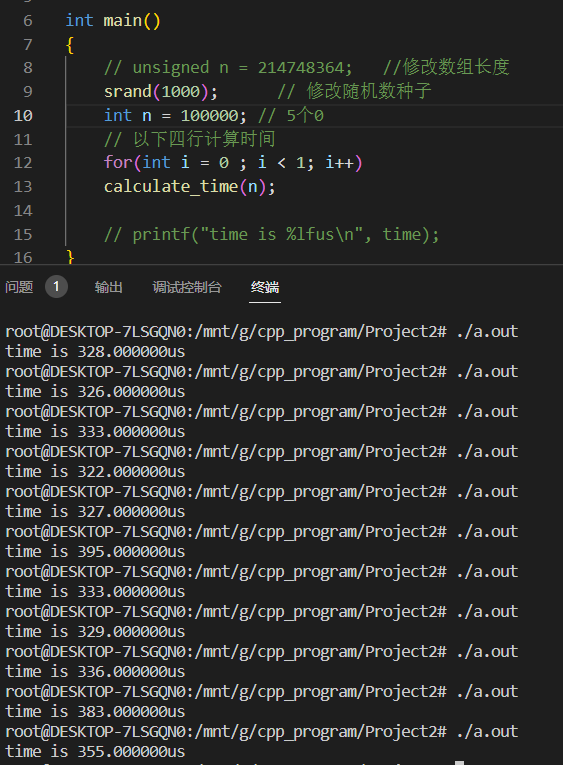 6 int main()
7 {
8 // unsigned n = 214748364; //修改数组长度
9 srand(1000); // 修改随机数种子
10 int n = 100000; // 5个0
11 // 以下四行计算时间
12 for(int i = 0 ; i < 1; i++)
13 calculate_time(n);
14
15 // printf("time is %lfus\n", time);
16 }
问题 1 输出 调试控制台 终端
root@DESKTOP-7LSGQN0:/mnt/g/cpp_program/Project2# ./a.out
time is 328.000000us
root@DESKTOP-7LSGQN0:/mnt/g/cpp_program/Project2# ./a.out
time is 326.000000us
root@DESKTOP-7LSGQN0:/mnt/g/cpp_program/Project2# ./a.out
time is 333.000000us
root@DESKTOP-7LSGQN0:/mnt/g/cpp_program/Project2# ./a.out
time is 322.000000us
root@DESKTOP-7LSGQN0:/mnt/g/cpp_program/Project2# ./a.out
time is 327.000000us
root@DESKTOP-7LSGQN0:/mnt/g/cpp_program/Project2# ./a.out
time is 395.000000us
root@DESKTOP-7LSGQN0:/mnt/g/cpp_program/Project2# ./a.out
time is 333.000000us
root@DESKTOP-7LSGQN0:/mnt/g/cpp_program/Project2# ./a.out
time is 329.000000us
root@DESKTOP-7LSGQN0:/mnt/g/cpp_program/Project2# ./a.out
time is 336.000000us
root@DESKTOP-7LSGQN0:/mnt/g/cpp_program/Project2# ./a.out
time is 383.000000us
root@DESKTOP-7LSGQN0:/mnt/g/cpp_program/Project2# ./a.out
time is 355.000000us